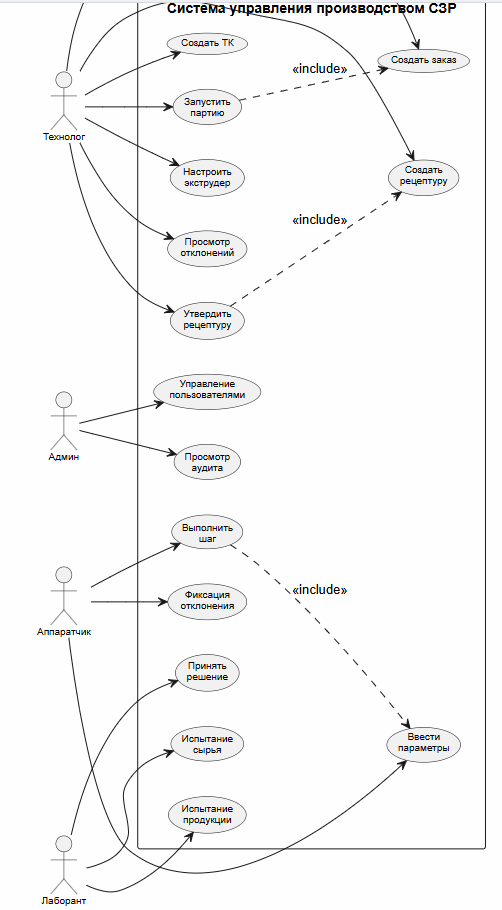 Система управления производством СЗР
Создать ТК
Создать заказ
«include»
Запустить
партию
Технолог
Настроить
экструдер
Создать
рецептуру
«include»
Просмотр
отклонений
Утвердить
рецептуру
Управление
пользователями
Админ
Просмотр
аудита
Выполнить
шаг
«include»
Фиксация
отклонения
Аппаратчик
Принять
решение
Испытание
сырья
Ввести
параметры
Испытание
продукции
Лаборант